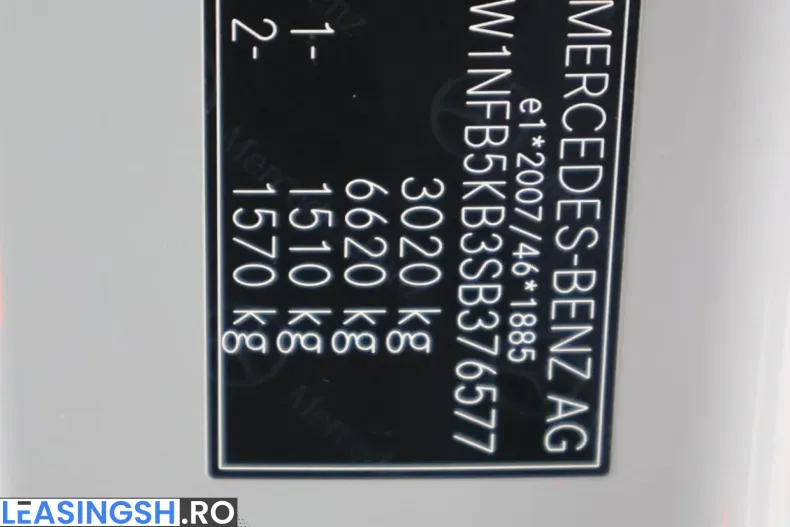 MERCEDES-BENZ AG
e1*2007/46*1885
W1NFB5KB3SB376577
3020 kg
6620 kg
1- 1510 kg
2- 1570 kg
LEASINGSH.RO